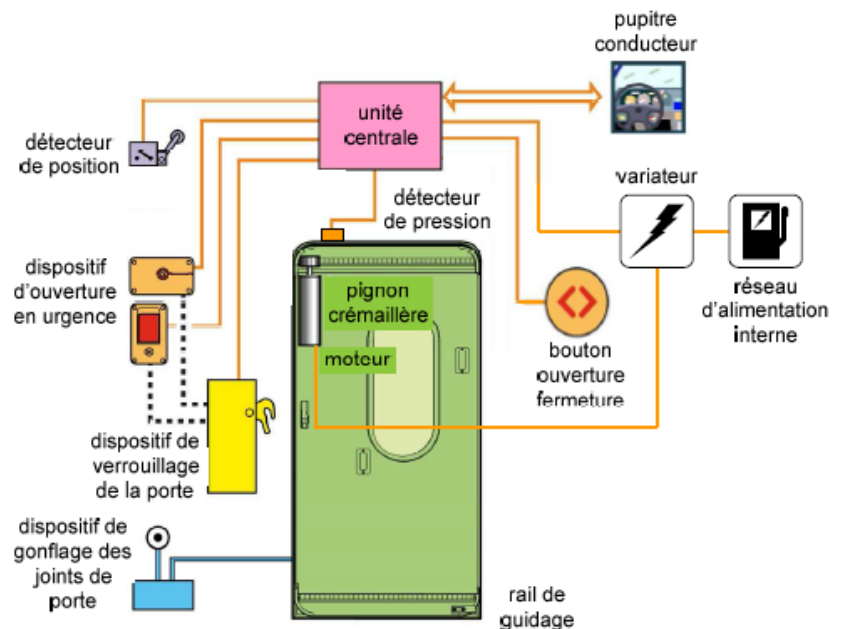 pupitre
conducteur
unité
centrale
détecteur
de position
variateur
détecteur
de pression
dispositif
d'ouverture
en urgence
pignon
crémaillère
moteur
réseau
d'alimentation
interne
bouton
ouverture
fermeture
dispositif de
verrouillage
de la porte
dispositif de
gonflage des
joints de
porte
rail de
guidage